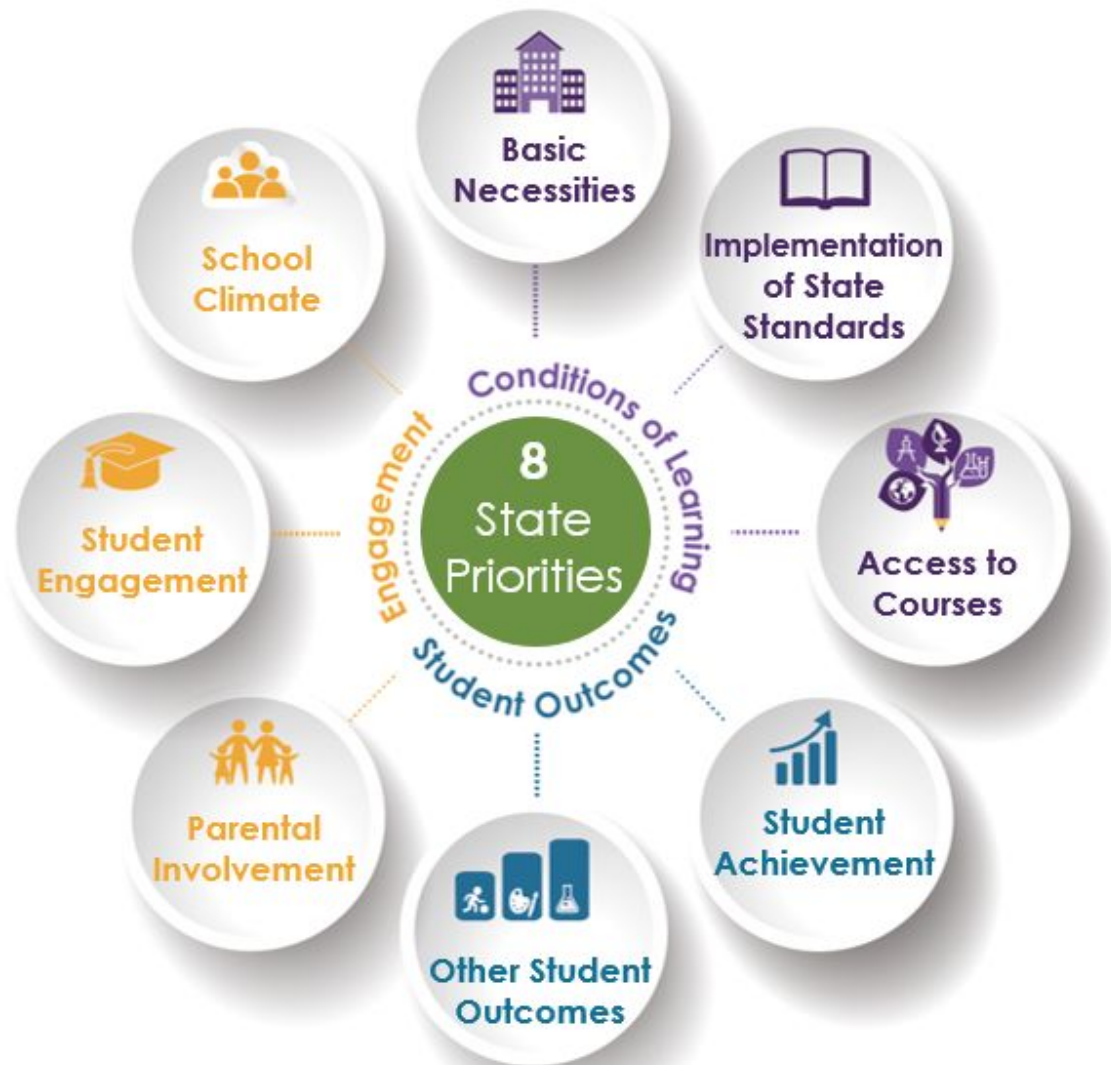 Basic
Necessities
Implementation
of State
Standards
Access to
Courses
Student
Achievement
Other Student
Outcomes
Parental
Involvement
Student
Engagement
School
Climate
Conditions of Learning
Student Outcomes
Engagement
8
State
Priorities